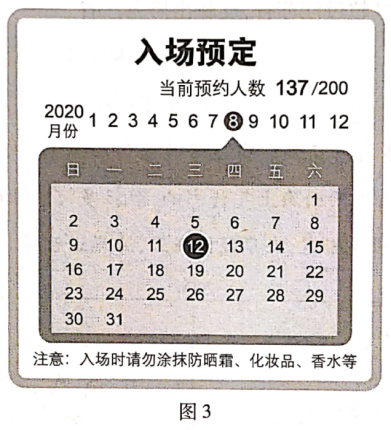 入场预定
当前预约人数 137/200
2020
月份 1 2 3 4 5 6 7 8 9 10 11 12
日 一 二 三 四 五 六
1
2 3 4 5 6 7 8
9 10 11 12 13 14 15
16 17 18 19 20 21 22
23 24 25 26 27 28 29
30 31
注意：入场时请勿涂抹防晒霜、化妆品、香水等
图 3